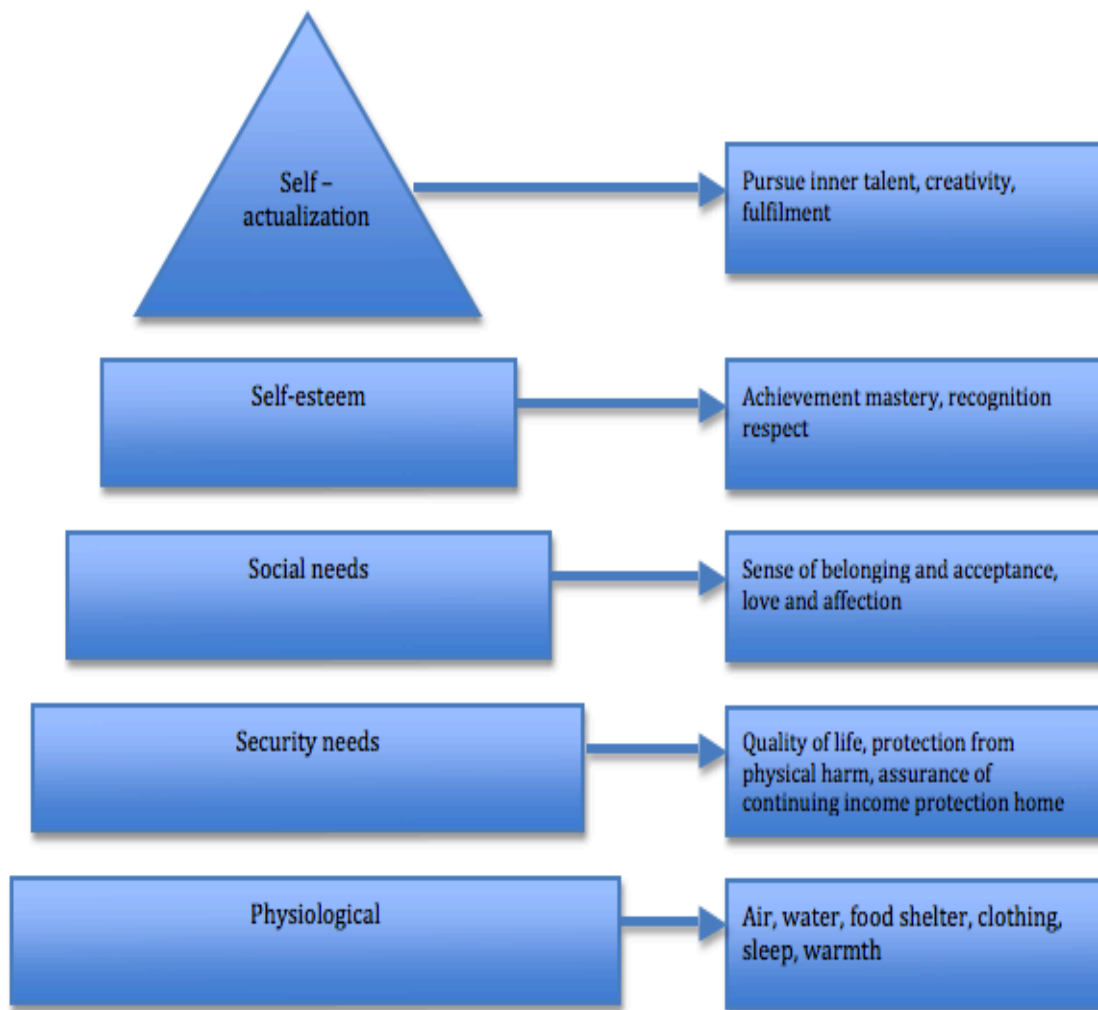 Self –
actualization
Pursue inner talent, creativity,
fulfilment
Self-esteem
Achievement mastery, recognition
respect
Social needs
Sense of belonging and acceptance,
love and affection
Security needs
Quality of life, protection from
physical harm, assurance of
continuing income protection home
Physiological
Air, water, food shelter, clothing,
sleep, warmth